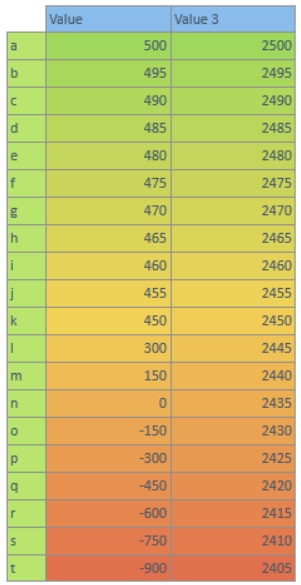 Value Value 3
a 500 2500
b 495 2495
c 490 2490
d 485 2485
e 480 2480
f 475 2475
g 470 2470
h 465 2465
i 460 2460
j 455 2455
k 450 2450
l 300 2445
m 150 2440
n 0 2435
o -150 2430
p -300 2425
q -450 2420
r -600 2415
s -750 2410
t -900 2405